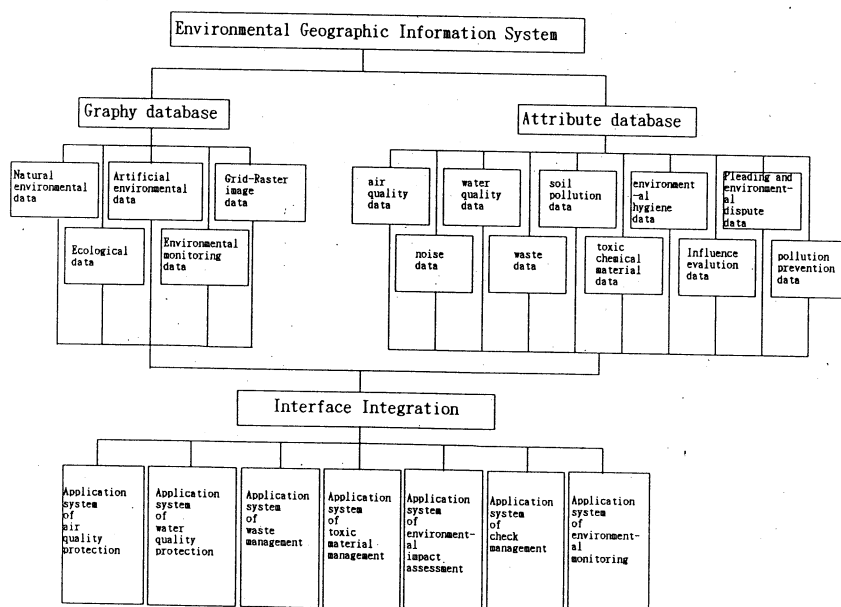 Environmental Geographic Information System
Graphy database
Attribute database
Natural
environmental
data
Artificial
environmental
data
Grid-Raster
image
data
Ecological
data
Environmental
monitoring
data
air
quality
data
water
quality
data
soil
pollution
data
environment
-al
hygiene
data
Pleading and
environment-
al
dispute
data
noise
data
waste
data
toxic
chemical
material
data
Influence
evalution
data
pollution
prevention
data
Interface Integration
Application
system
of
air
quality
protection
Application
system
of
water
quality
protection
Application
system
of
waste
management
Application
system
of
toxic
material
management
Application
system
of
environment-
al
impact
assessment
Application
system
of
check
management
Application
system
of
environment-
al
monitoring